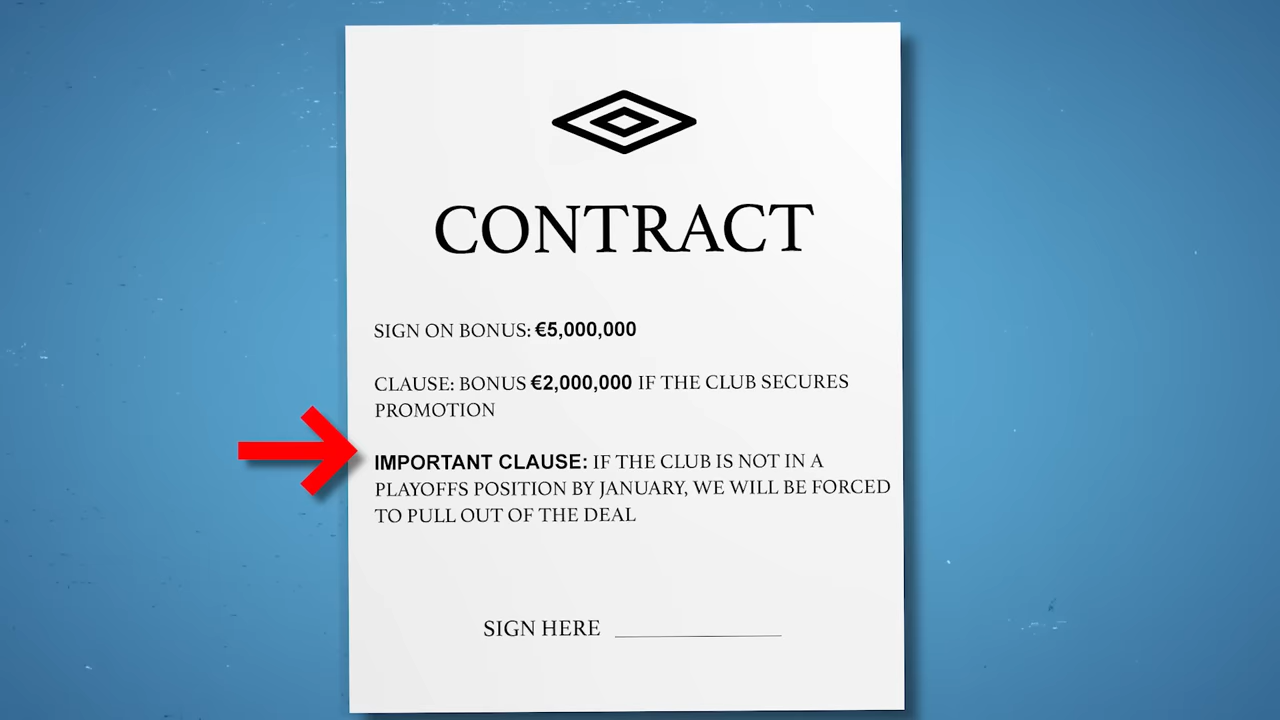 CONTRACT
SIGN ON BONUS: €5,000,000
CLAUSE: BONUS €2,000,000 IF THE CLUB SECURES
PROMOTION
IMPORTANT CLAUSE: IF THE CLUB IS NOT IN A
PLAYOFFS POSITION BY JANUARY, WE WILL BE FORCED
TO PULL OUT OF THE DEAL
SIGN HERE